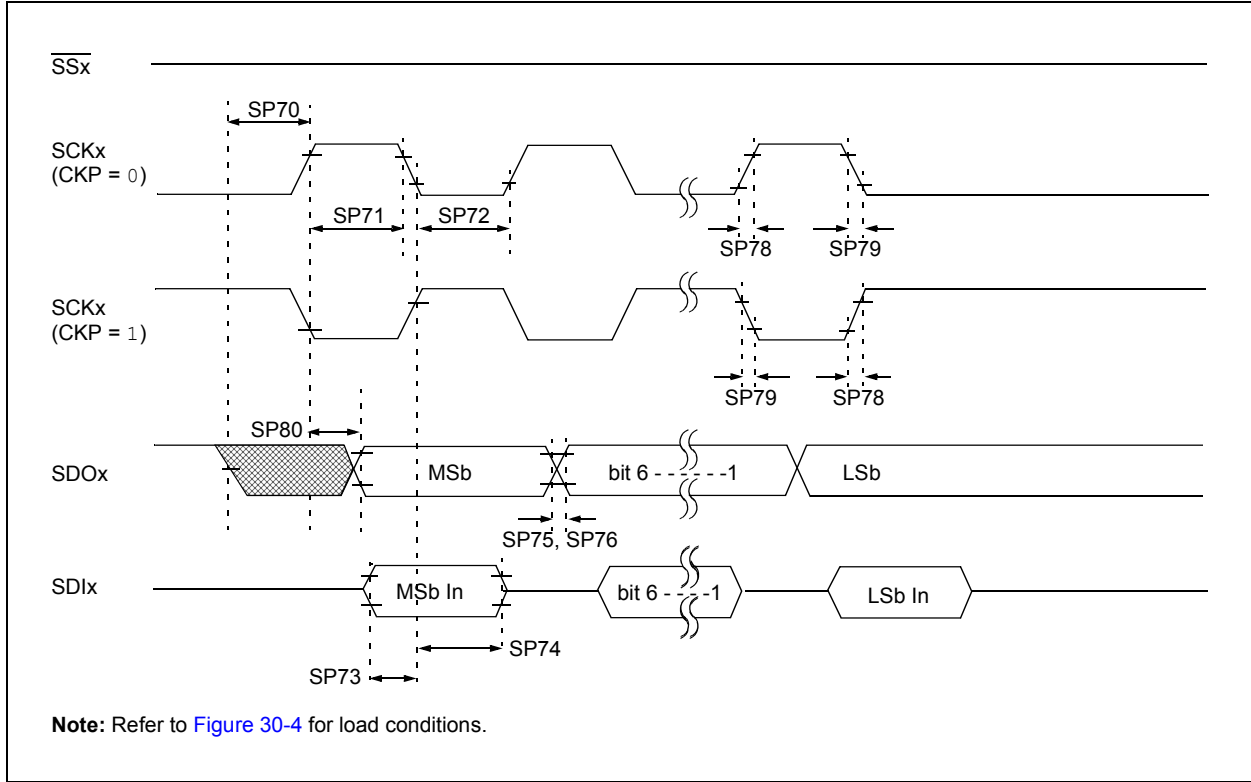 SSx
SP70
SCKx
(CKP = 0)
SP71
SP72
SP78
SP79
SCKx
(CKP = 1)
SP79
SP78
SP80
SDOx
MSb
bit 6 - - - - - -1
LSb
SP75, SP76
SDIx
MSb In
bit 6 - - - -1
LSb In
SP74
SP73
Note: Refer to Figure 30-4 for load conditions.